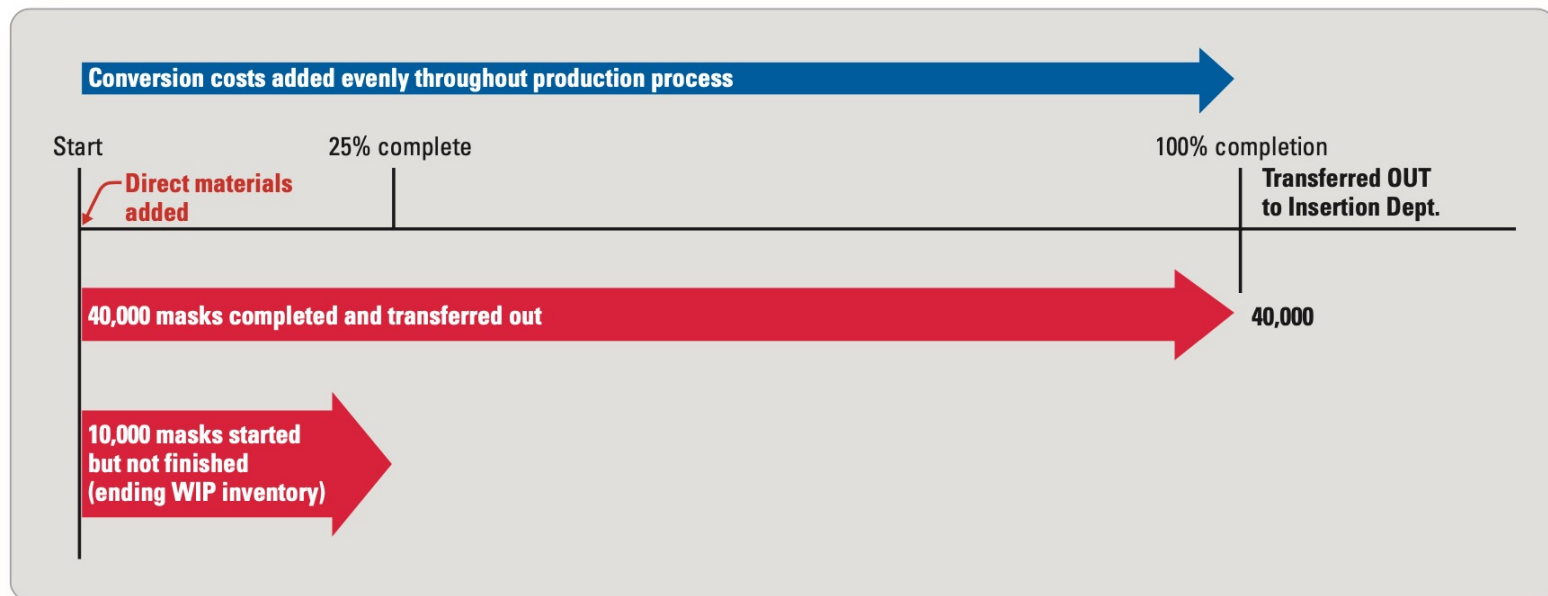 Conversion costs added evenly throughout production process
Start
25% complete
100% completion
Direct materials
added
Transferred OUT
to Insertion Dept.
40,000 masks completed and transferred out
40,000
10,000 masks started
but not finished
(ending WIP inventory)